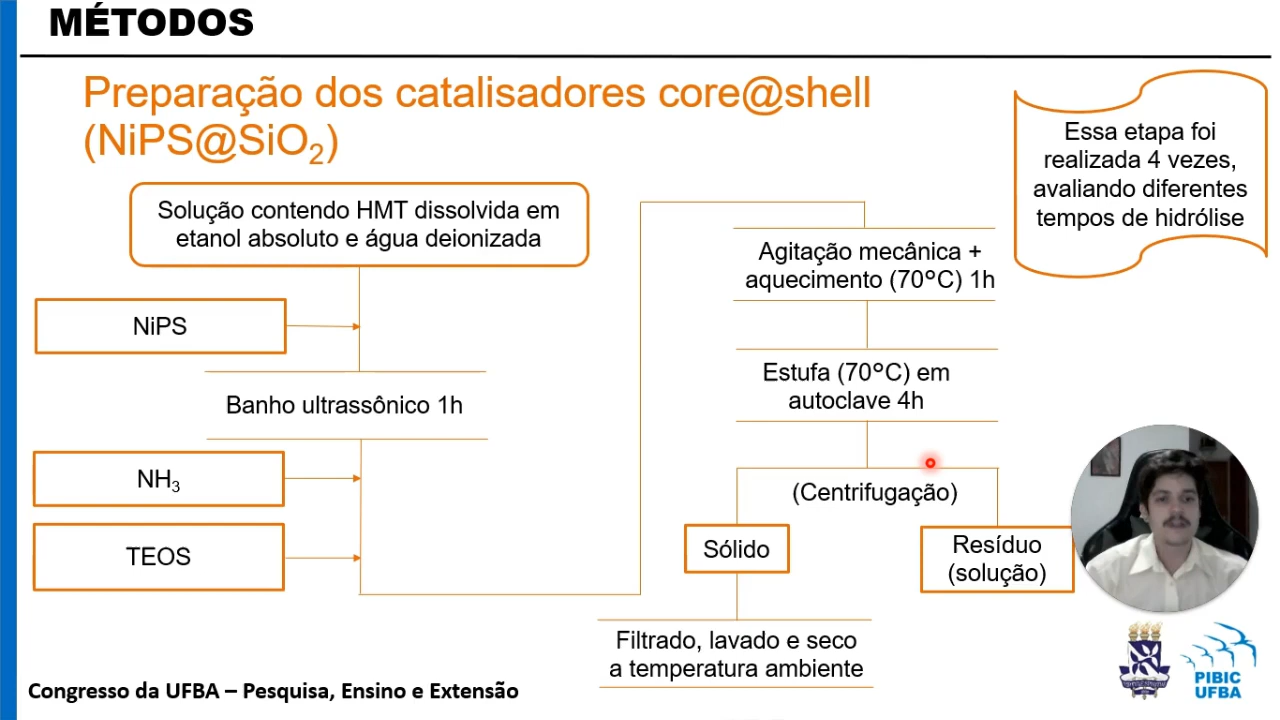 MÉTODOS
Preparação dos catalisadores core@shell
(NiPS@SiO₂)
Essa etapa foi
realizada 4 vezes,
avaliando diferentes
tempos de hidrólise
Solução contendo HMT dissolvida em
etanol absoluto e água deionizada
NiPS
Banho ultrassônico 1h
NH₃
TEOS
Agitação mecânica +
aquecimento (70°C) 1h
Estufa (70°C) em
autoclave 4h
(Centrifugação)
Sólido
Resíduo
(solução)
Filtrado, lavado e seco
a temperatura ambiente
Congresso da UFBA – Pesquisa, Ensino e Extensão
PIBIC
UFBA